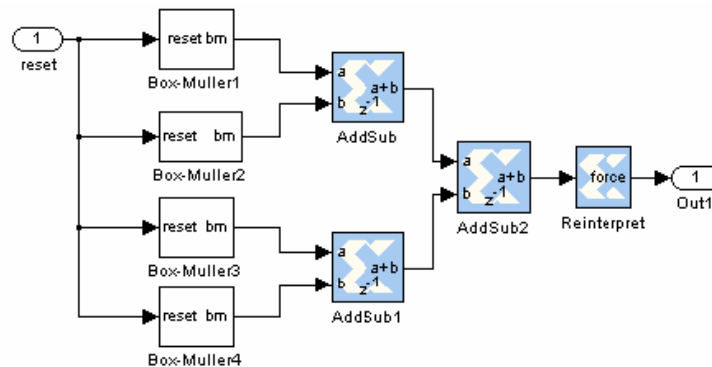 1
reset
reset bm
Box-Muller1
reset bm
Box-Muller2
reset bm
Box-Muller3
reset bm
Box-Muller4
a
b
a+b
z-1
AddSub
a
b
a+b
z-1
AddSub1
a
b
a+b
z-1
AddSub2
force
Reinterpret
1
Out1